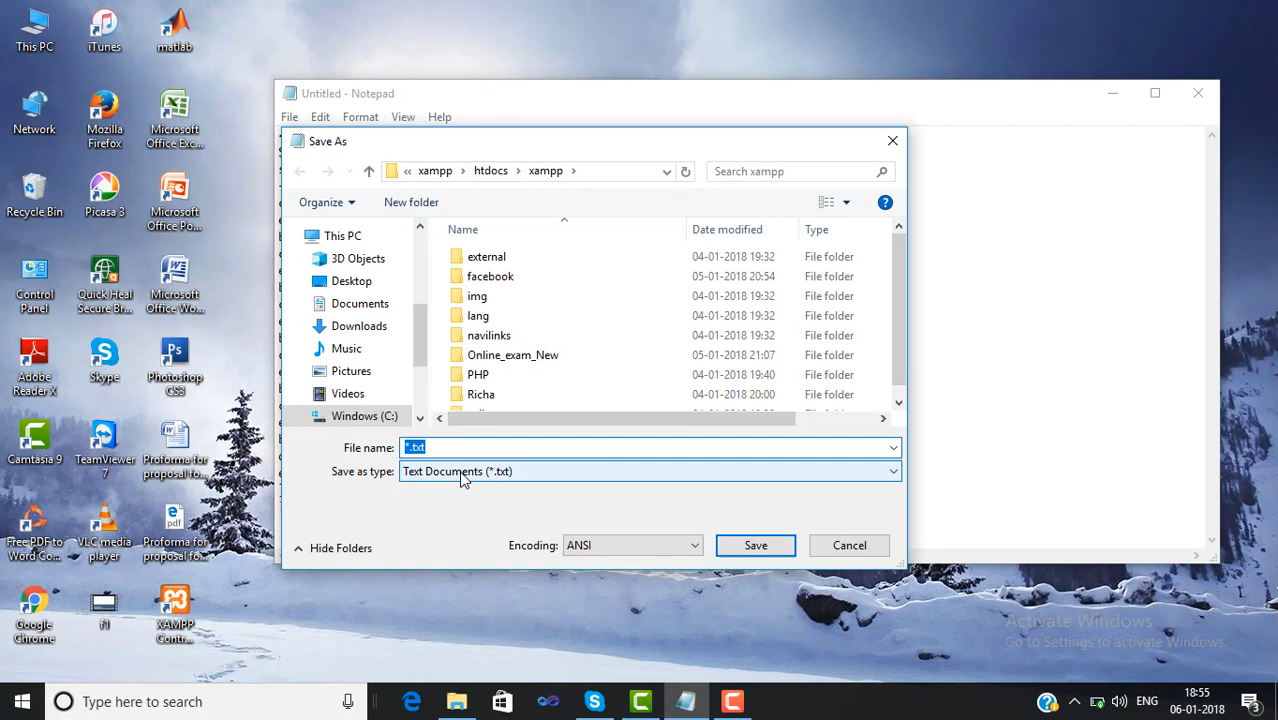 This PC
iTunes
matlab
Network
Mozilla
Firefox
Microsoft
Office Exc...
Recycle Bin
Picasa 3
Microsoft
Office Po...
Control
Panel
Quick Heal
Secure Br...
Microsoft
Office Wo...
Adobe
Reader X
Skype
Photoshop
CS3
Camtasia 9
TeamViewer
7
Proforma for
proposal fo...
Free PDF to
Word Co...
VLC media
player
Proforma for
proposal fo...
Google
Chrome
f1
XAMPP
Contr...
Untitled - Notepad
File Edit Format View Help
Save As
« xampp › htdocs › xampp ›
Search xampp
Organize
New folder
This PC
3D Objects
Desktop
Documents
Downloads
Music
Pictures
Videos
Windows (C:)
Name Date modified Type
external 04-01-2018 19:32 File folder
facebook 05-01-2018 20:54 File folder
img 04-01-2018 19:32 File folder
lang 04-01-2018 19:32 File folder
navilinks 04-01-2018 19:32 File folder
Online_exam_New 05-01-2018 21:07 File folder
PHP 04-01-2018 19:40 File folder
Richa 04-01-2018 20:00 File folder
File name: *.txt
Save as type: Text Documents (*.txt)
Hide Folders
Encoding: ANSI
Save
Cancel
Activate Windows
Go to Settings to activate Windows.
Type here to search
ENG
18:55
06-01-2018
3